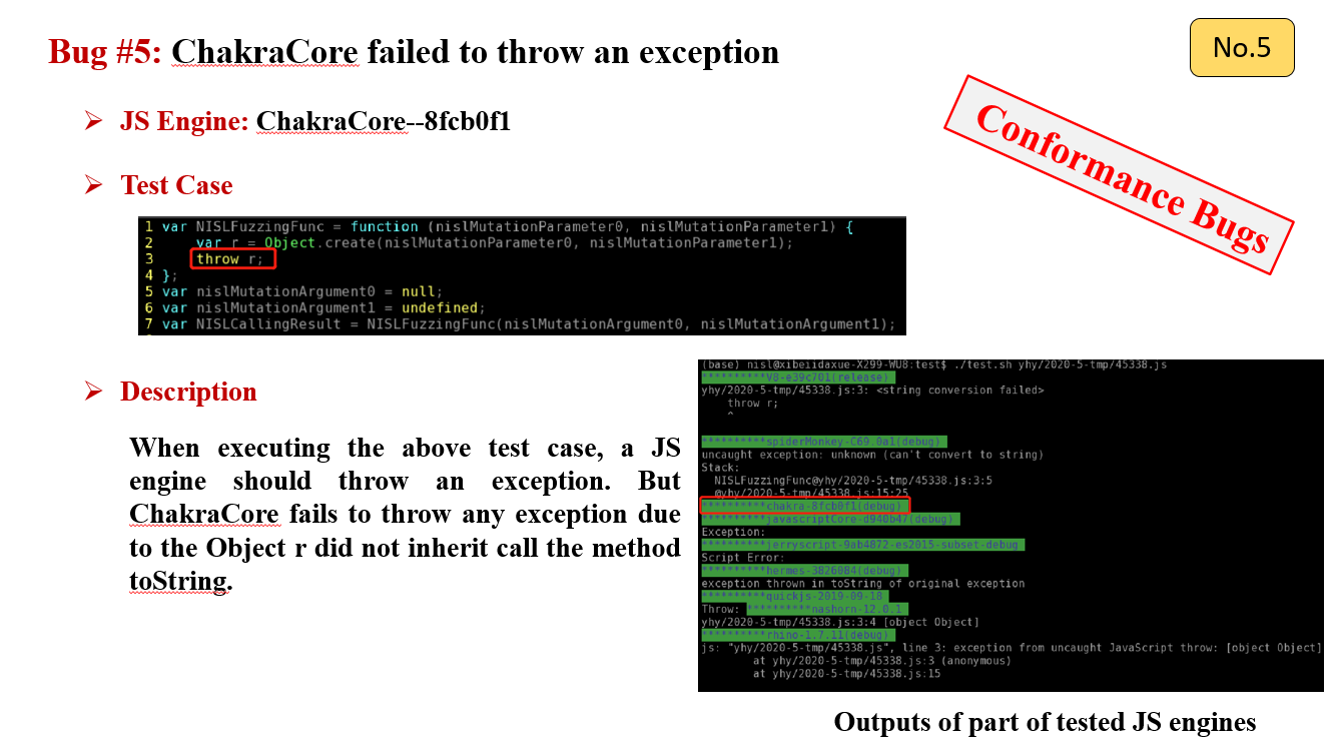 Bug #5: ChakraCore failed to throw an exception
No.5
JS Engine: ChakraCore--8fcb0f1
Conformance Bugs
Test Case
1 var NISLFuzzingFunc = function (nislMutationParameter0, nislMutationParameter1) {
2 var r = Object.create(nislMutationParameter0, nislMutationParameter1);
3 throw r;
4 };
5 var nislMutationArgument0 = null;
6 var nislMutationArgument1 = undefined;
7 var NISLCallingResult = NISLFuzzingFunc(nislMutationArgument0, nislMutationArgument1);
Description
When executing the above test case, a JS
engine should throw an exception. But
ChakraCore fails to throw any exception due
to the Object r did not inherit call the method
toString.
(base) nisl@xibeiidaxue-X299-WU8:test$ ./test.sh yhy/2020-5-tmp/45338.js
**********V8-e39c701(release)
yhy/2020-5-tmp/45338.js:3: <string conversion failed>
throw r;
^
**********spiderMonkey-C69.0a1(debug)
uncaught exception: unknown (can't convert to string)
Stack:
NISLFuzzingFunc@yhy/2020-5-tmp/45338.js:3:5
@yhy/2020-5-tmp/45338.js:15:25
**********chakra-8fcb0f1(debug)
**********javascriptCore-d940b47(debug)
Exception:
**********jerryscript-9ab4872-es2015-subset-debug
Script Error:
**********hermes-3826084(debug)
exception thrown in toString of original exception
**********quickjs-2019-09-18
Throw: **********nashorn-12.0.1
yhy/2020-5-tmp/45338.js:3:4 [object Object]
**********rhino-1.7.11(debug)
js: "yhy/2020-5-tmp/45338.js", line 3: exception from uncaught JavaScript throw: [object Object]
at yhy/2020-5-tmp/45338.js:3 (anonymous)
at yhy/2020-5-tmp/45338.js:15
Outputs of part of tested JS engines